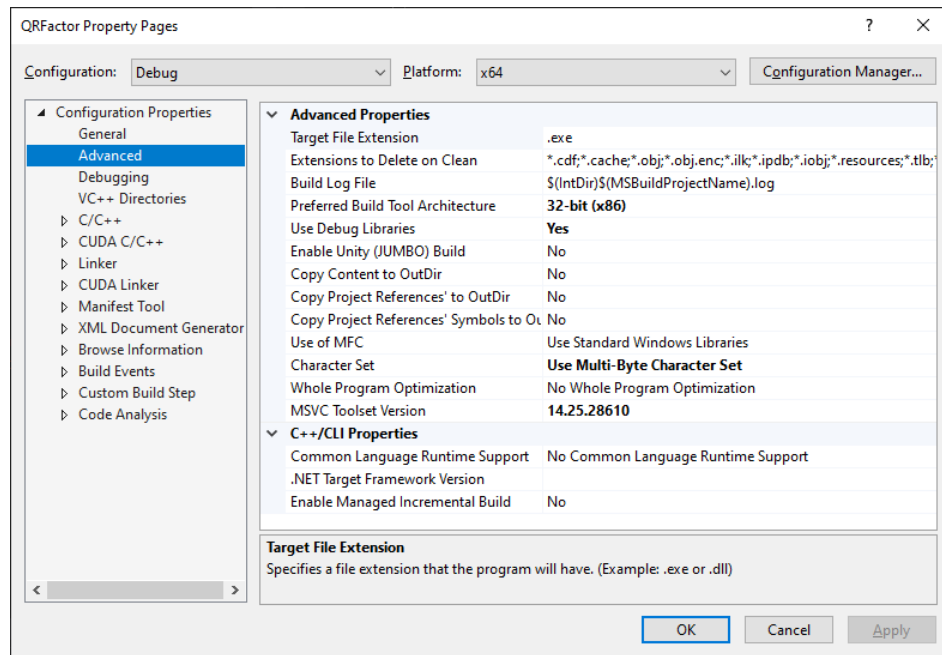 QRFactor Property Pages ? ×
Configuration: Debug Platform: x64 Configuration Manager...
Configuration Properties
General
Advanced
Debugging
VC++ Directories
C/C++
CUDA C/C++
Linker
CUDA Linker
Manifest Tool
XML Document Generator
Browse Information
Build Events
Custom Build Step
Code Analysis
Advanced Properties
Target File Extension .exe
Extensions to Delete on Clean *.cdf;*.cache;*.obj;*.obj.enc;*.ilk;*.ipdb;*.iobj;*.resources;*.tlb;*
Build Log File $(IntDir)$(MSBuildProjectName).log
Preferred Build Tool Architecture 32-bit (x86)
Use Debug Libraries Yes
Enable Unity (JUMBO) Build No
Copy Content to OutDir No
Copy Project References' to OutDir No
Copy Project References' Symbols to Ou No
Use of MFC Use Standard Windows Libraries
Character Set Use Multi-Byte Character Set
Whole Program Optimization No Whole Program Optimization
MSVC Toolset Version 14.25.28610
C++/CLI Properties
Common Language Runtime Support No Common Language Runtime Support
.NET Target Framework Version
Enable Managed Incremental Build No
Target File Extension
Specifies a file extension that the program will have. (Example: .exe or .dll)
OK Cancel Apply